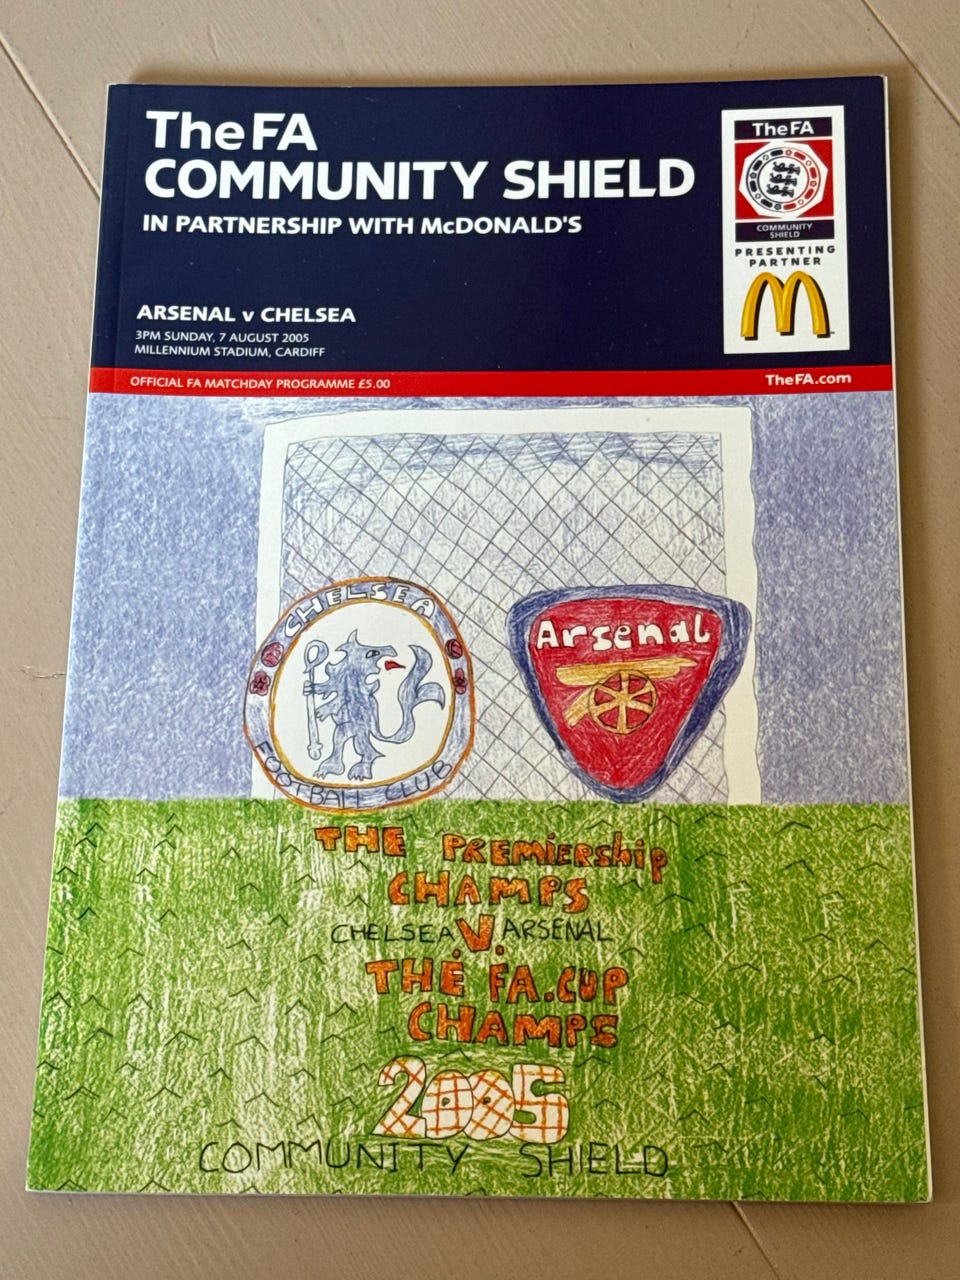 The FA
COMMUNITY SHIELD
IN PARTNERSHIP WITH McDONALD'S
ARSENAL v CHELSEA
3PM SUNDAY, 7 AUGUST 2005
MILLENNIUM STADIUM, CARDIFF
The FA
COMMUNITY
SHIELD
PRESENTING
PARTNER
OFFICIAL FA MATCHDAY PROGRAMME £5.00
TheFA.com
CHELSEA
FOOTBALL CLUB
Arsenal
THE PREMiERship
CHAMPS
CHELSEA V. ARSENAL
THE FA.CUP
CHAMPS
2005
COMMUNITY SHIELD